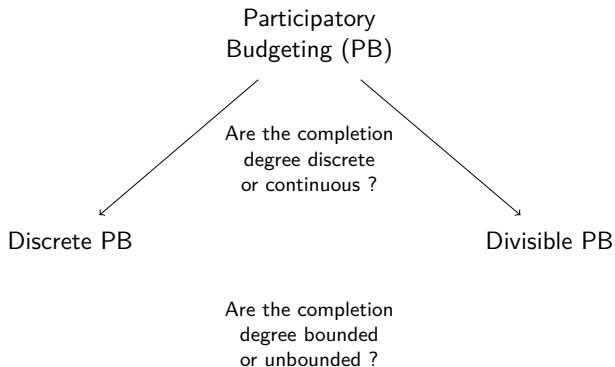 Participatory
Budgeting (PB)
Are the completion
degree discrete
or continuous ?
Discrete PB
Divisible PB
Are the completion
degree bounded
or unbounded ?